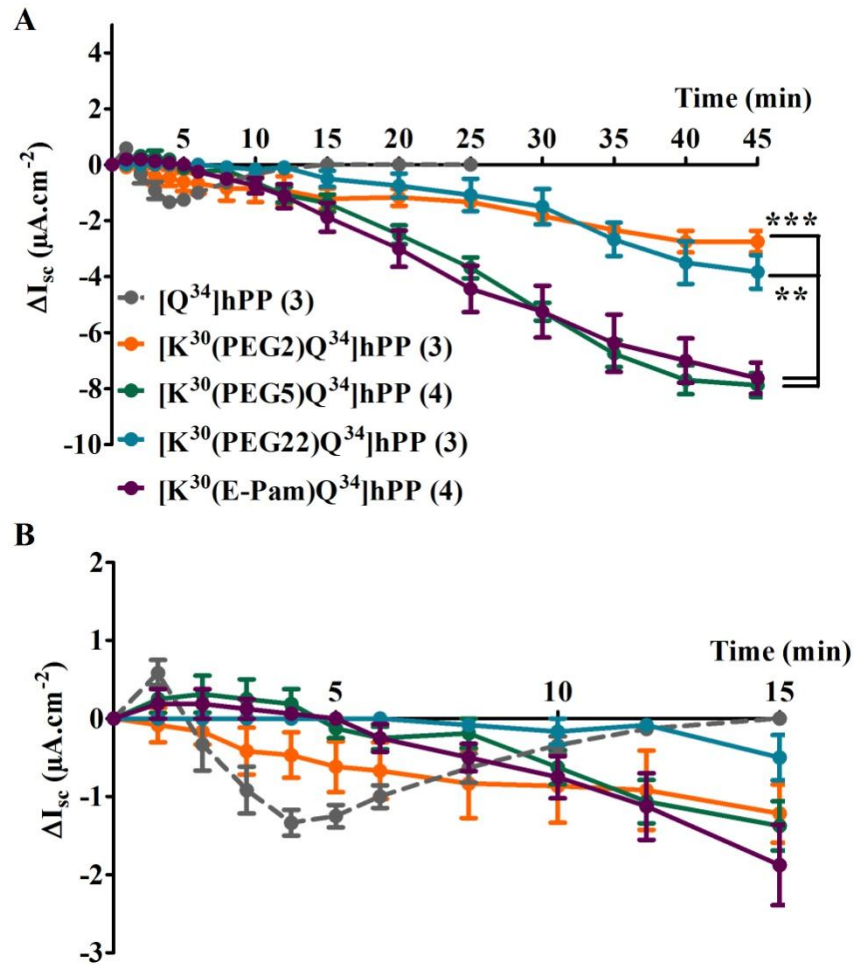 A
4
2
0
-2
-4
-6
-8
-10
ΔI_sc (µA.cm⁻²)
Time (min)
5 10 15 20 25 30 35 40 45
***
**
[Q³⁴]hPP (3)
[K³⁰(PEG2)Q³⁴]hPP (3)
[K³⁰(PEG5)Q³⁴]hPP (4)
[K³⁰(PEG22)Q³⁴]hPP (3)
[K³⁰(E-Pam)Q³⁴]hPP (4)
B
2
1
0
-1
-2
-3
ΔI_sc (µA.cm⁻²)
Time (min)
5 10 15